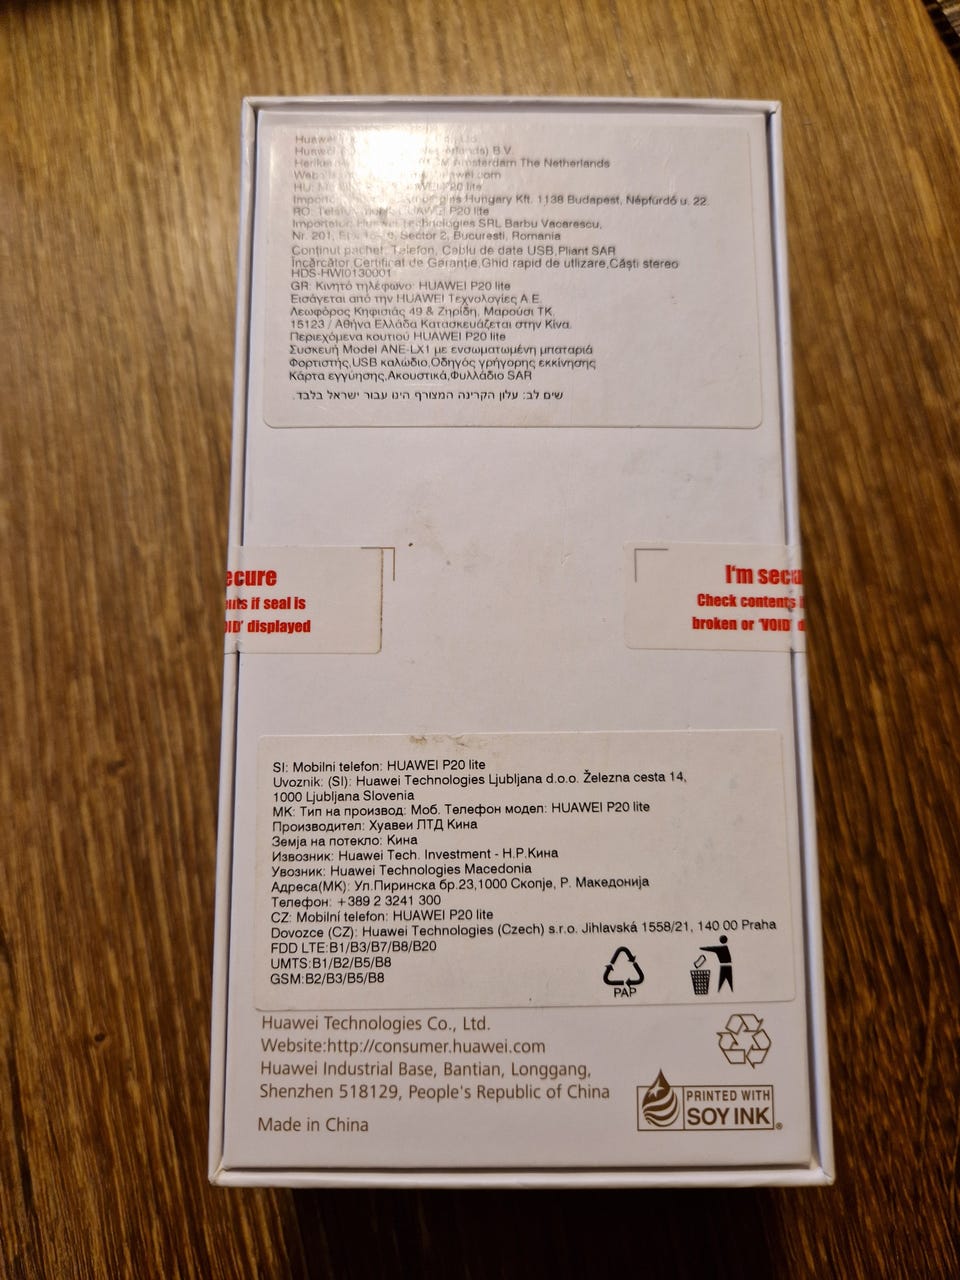 Huawei Ltd.
B.V.
Amsterdam The Netherlands
HU: HUAWEI P20 lite
Hungary Kft. 1138 Budapest, Népfürdő u. 22.
RO: HUAWEI P20 lite
Importator: Huawei Technologies SRL Barbu Vacarescu,
Nr. 201, Sector 2, Bucuresti, Romania
Conținut pachet: Telefon, Cablu de date USB,Pliant SAR
Încărcător,Certificat de Garanție,Ghid rapid de utlizare,Căști stereo
HDS-HWI0130001
GR: Κινητό τηλέφωνο: HUAWEI P20 lite
Εισάγεται από την HUAWEI Τεχνολογίες Α.Ε.
Λεωφόρος Κηφισιάς 49 & Ζηρίδη, Μαρούσι ΤΚ.
15123 / Αθήνα Ελλάδα Κατασκευάζεται στην Κίνα.
Περιεχόμενα κουτιού HUAWEI P20 lite
Συσκευή Model ANE-LX1 με ενσωματωμένη μπαταριά
Φορτιστής,USB καλώδιο,Οδηγός γρήγορης εκκίνησης
Κάρτα εγγύησης,Ακουστικά,Φυλλάδιο SAR
שים לב: עלון הקרינה המצורף הינו עבור ישראל בלבד.
ecure
if seal is
displayed
I'm secu
Check contents
broken or 'VOID'
SI: Mobilni telefon: HUAWEI P20 lite
Uvoznik: (SI): Huawei Technologies Ljubljana d.o.o. Železna cesta 14,
1000 Ljubljana Slovenia
MK: Тип на производ: Моб. Телефон модел: HUAWEI P20 lite
Производител: Хуавеи ЛТД Кина
Земја на потекло: Кина
Извозник: Huawei Tech. Investment - Н.Р.Кина
Увозник: Huawei Technologies Macedonia
Адреса(МК): Ул.Пиринска бр.23,1000 Скопје, Р. Македонија
Телефон: +389 2 3241 300
CZ: Mobilní telefon: HUAWEI P20 lite
Dovozce (CZ): Huawei Technologies (Czech) s.r.o. Jihlavská 1558/21, 140 00 Praha
FDD LTE:B1/B3/B7/B8/B20
UMTS:B1/B2/B5/B8
GSM:B2/B3/B5/B8
PAP
Huawei Technologies Co., Ltd.
Website:http://consumer.huawei.com
Huawei Industrial Base, Bantian, Longgang,
Shenzhen 518129, People's Republic of China
Made in China
PRINTED WITH
SOY INK®